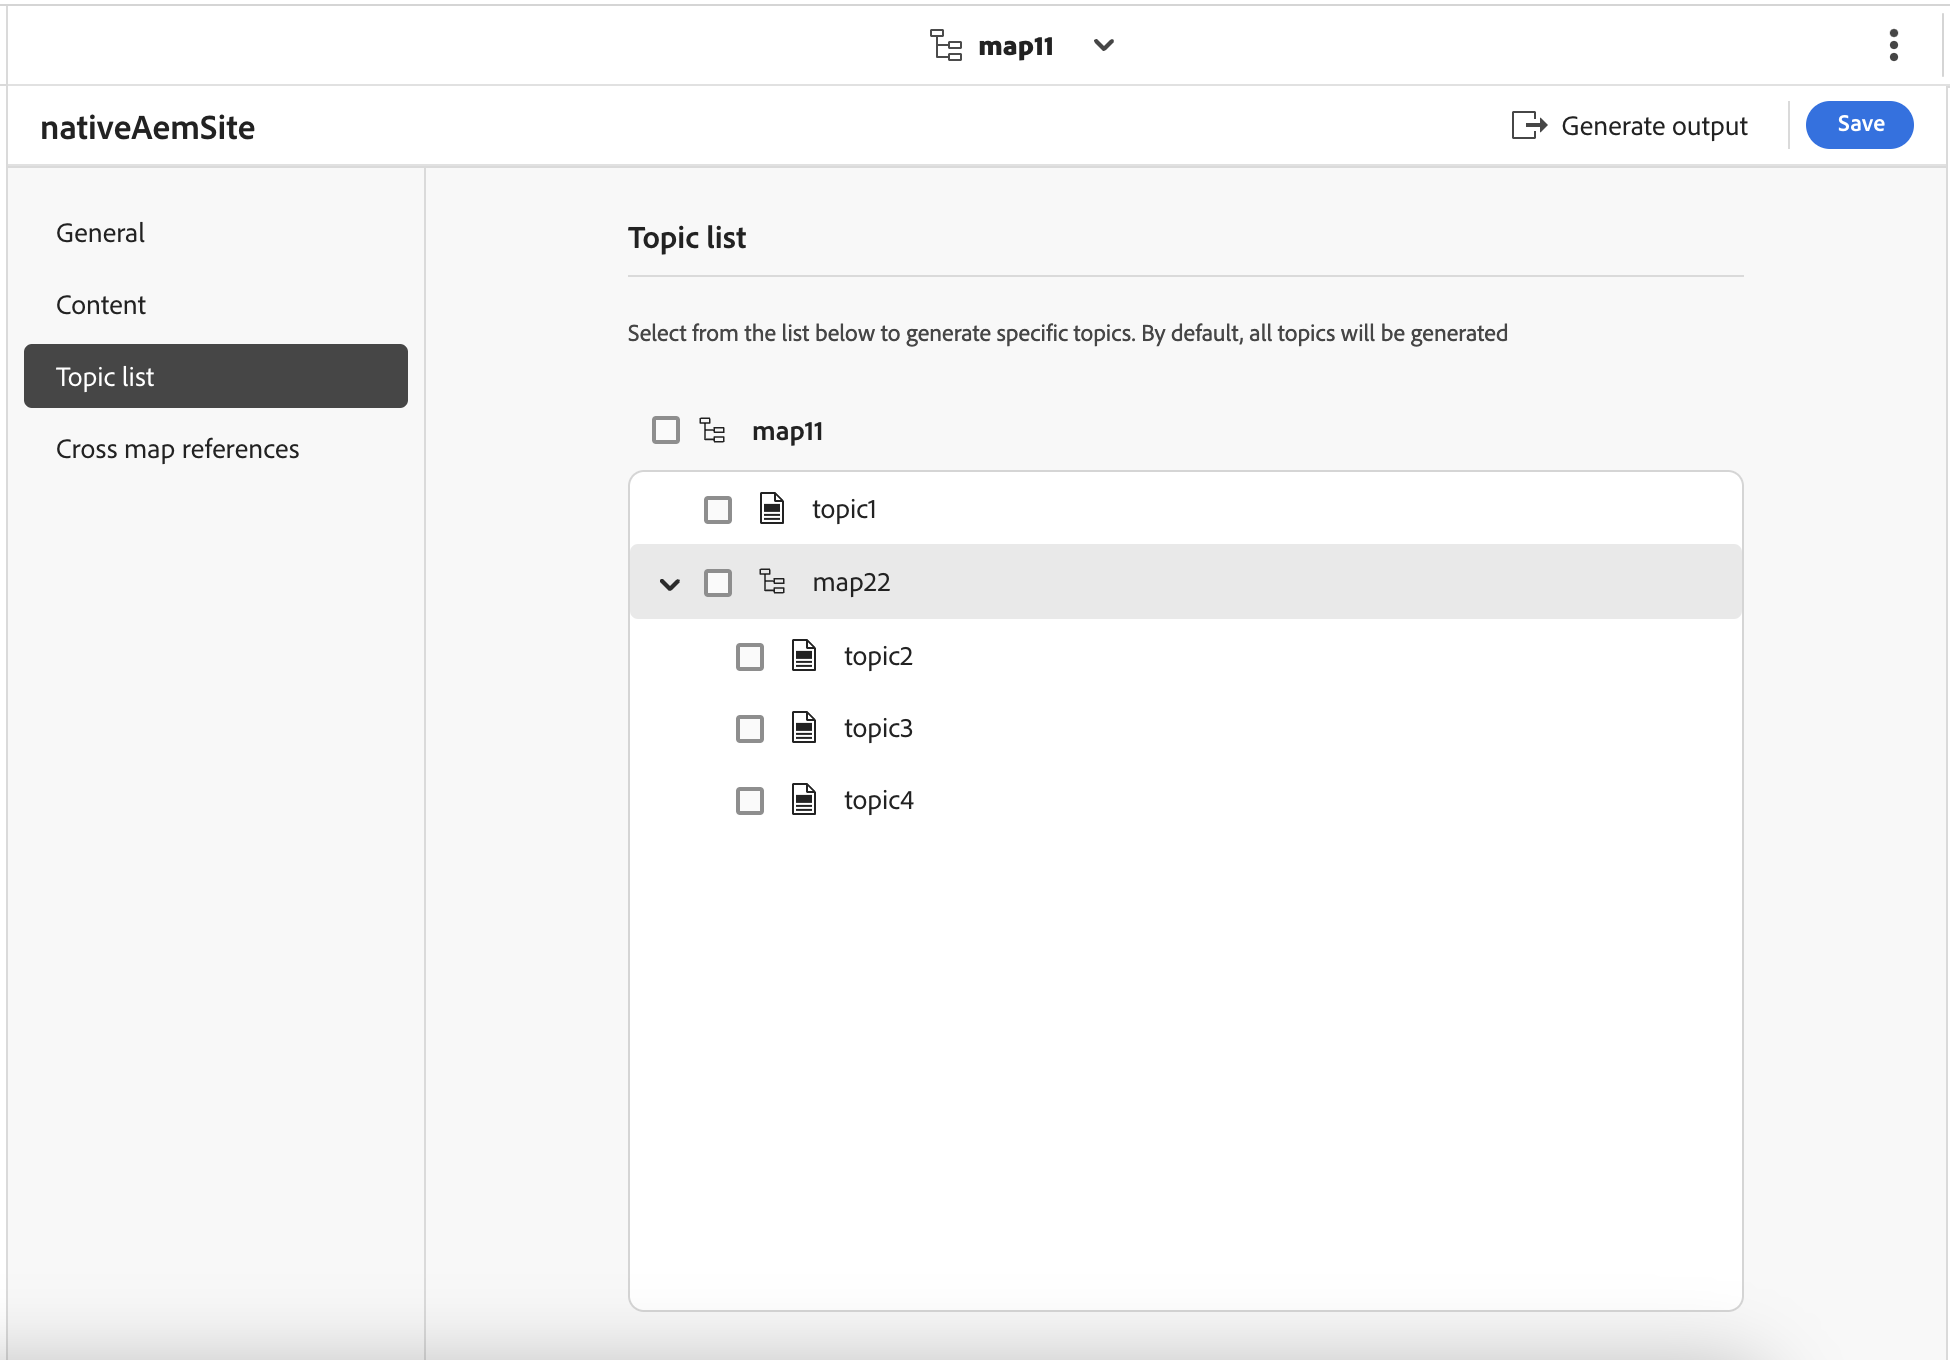 map11
nativeAemSite
Generate output
Save
General
Content
Topic list
Cross map references
Topic list
Select from the list below to generate specific topics. By default, all topics will be generated
map11
topic1
map22
topic2
topic3
topic4